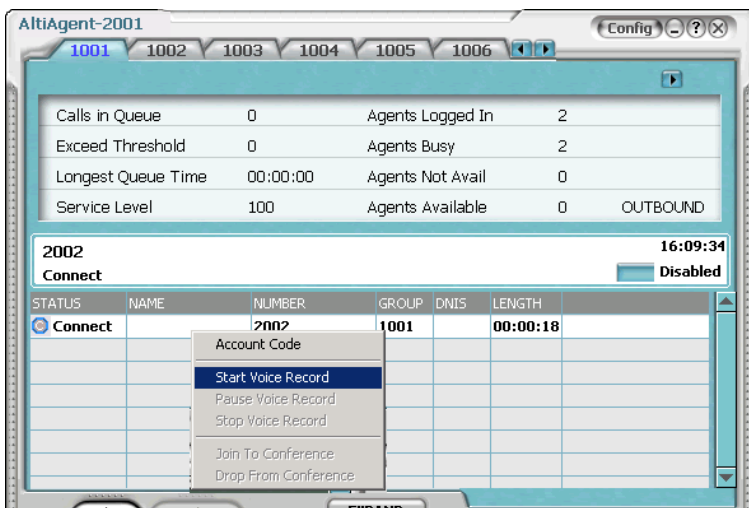 AltiAgent-2001
Config
1001 1002 1003 1004 1005 1006
Calls in Queue 0 Agents Logged In 2
Exceed Threshold 0 Agents Busy 2
Longest Queue Time 00:00:00 Agents Not Avail 0
Service Level 100 Agents Available 0 OUTBOUND
2002 16:09:34
Connect Disabled
STATUS NAME NUMBER GROUP DNIS LENGTH
Connect 2002 1001 00:00:18
Account Code
Start Voice Record
Pause Voice Record
Stop Voice Record
Join To Conference
Drop From Conference